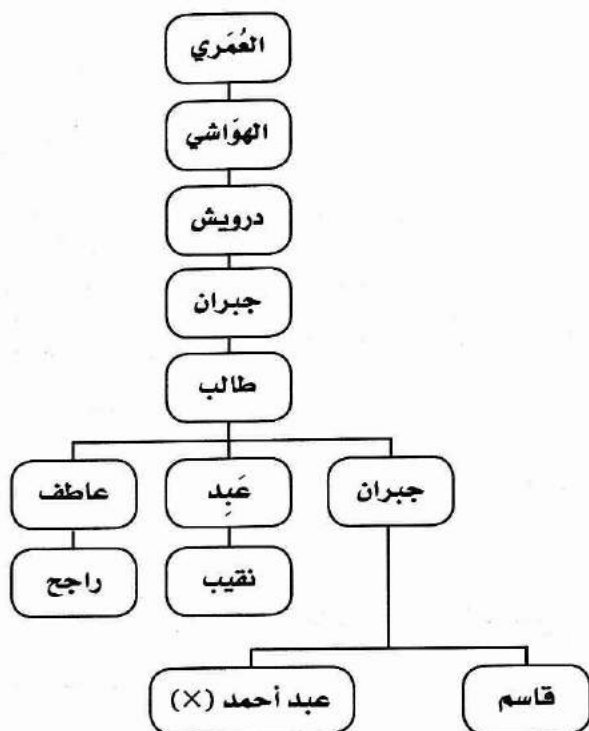 العُمَري
الهوّاشي
درويش
جبران
طالب
جبران
عَبِد
عاطف
نقيب
راجح
قاسم
عبد أحمد (×)